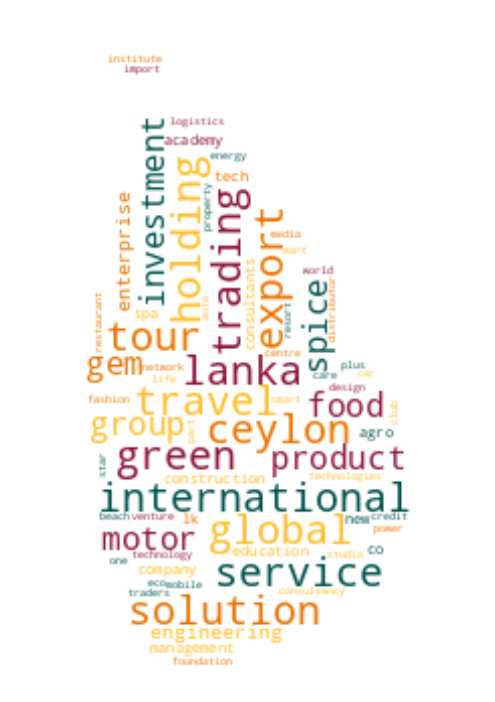 institute
import
logistics
academy
investment
energy
holding
tech
property
trading
enterprise
export
media
mart
consultants
world
distributor
spice
auto
spa
restaurant
resort
tour
centre
gem
network
lanka
plus
care
car
life
design
fashion
travel
smart
food
club
group
part
ceylon
agro
green
product
star
construction
technologies
international
beach
venture
lk
global
new
credit
power
motor
co
technology
education
studio
one
company
service
eco
mobile
traders
consultancy
solution
engineering
management
foundation